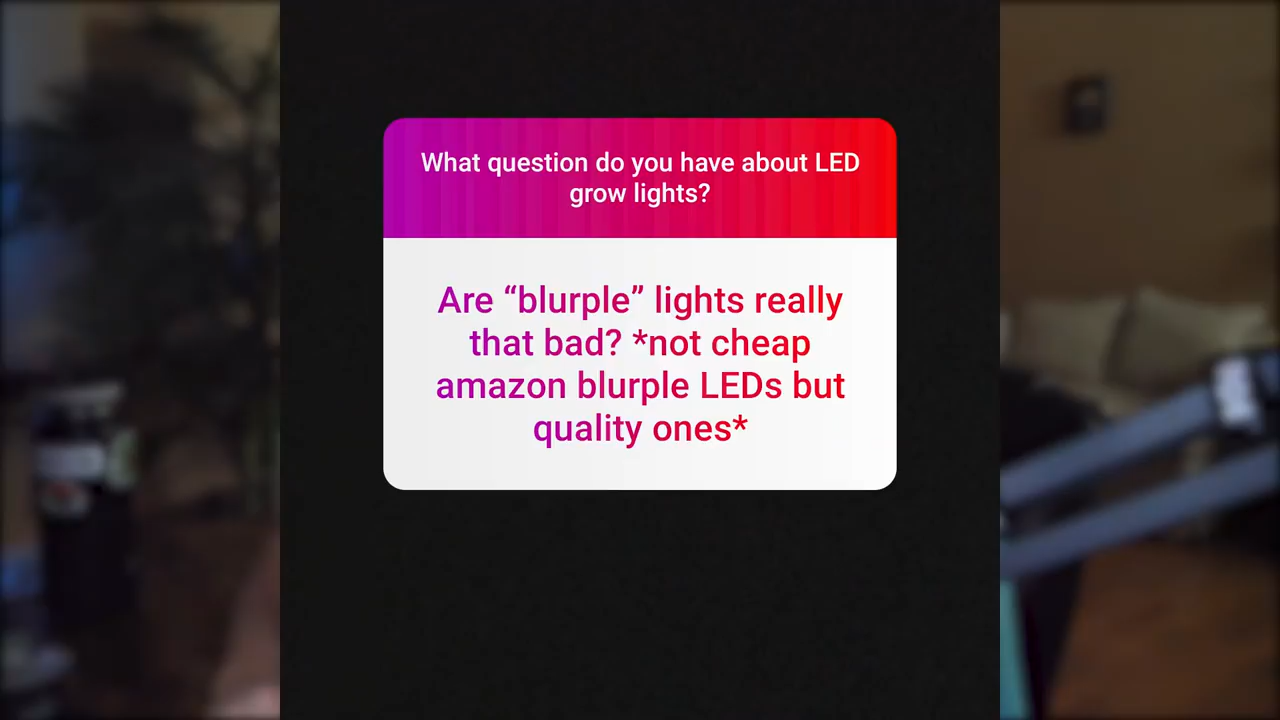 What question do you have about LED
grow lights?
Are “blurple” lights really
that bad? *not cheap
amazon blurple LEDs but
quality ones*